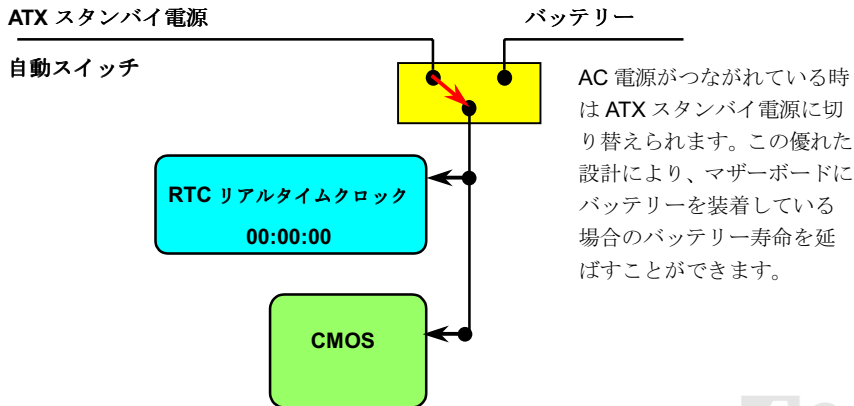 ATX スタンバイ電源
バッテリー
自動スイッチ
AC 電源がつながれている時
は ATX スタンバイ電源に切
り替えられます。この優れた
設計により、マザーボードに
バッテリーを装着している
場合のバッテリー寿命を延
ばすことができます。
RTC リアルタイムクロック
00:00:00
CMOS